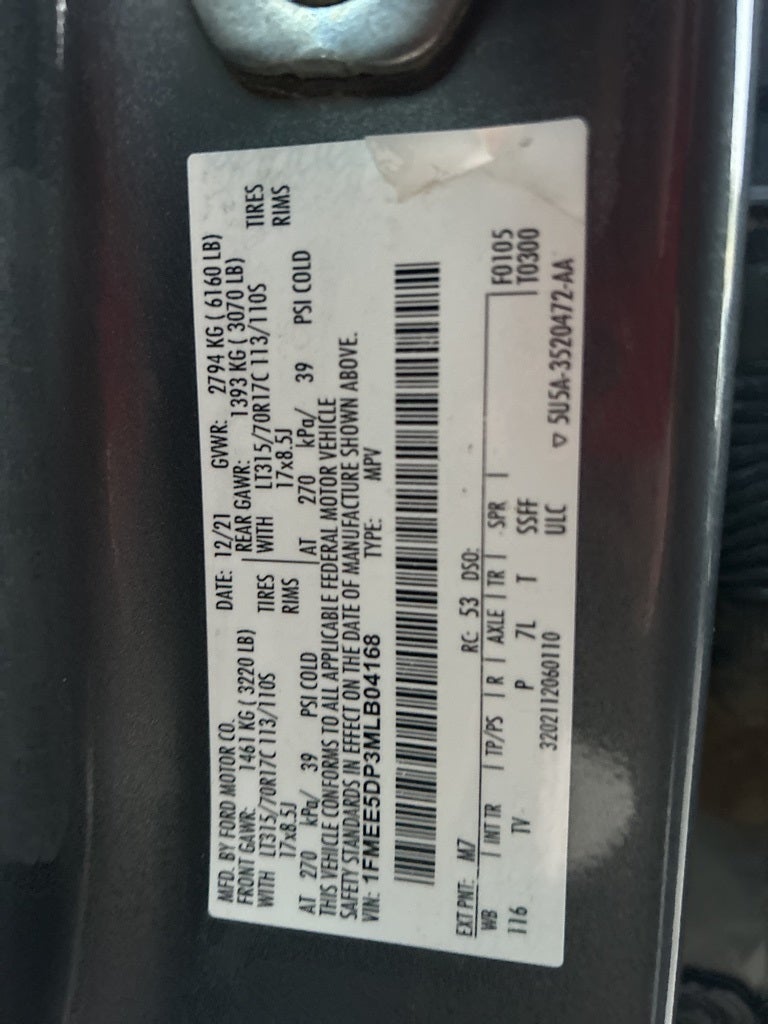 MFD. BY FORD MOTOR CO.
DATE: 12/21 GVWR: 2794 KG ( 6160 LB)
FRONT GAWR: 1461 KG ( 3220 LB) REAR GAWR: 1393 KG ( 3070 LB)
WITH LT315/70R17C 113/110S TIRES WITH LT315/70R17C 113/110S TIRES
17x8.5J RIMS 17x8.5J RIMS
AT 270 kPa/ 39 PSI COLD AT 270 kPa/ 39 PSI COLD
THIS VEHICLE CONFORMS TO ALL APPLICABLE FEDERAL MOTOR VEHICLE
SAFETY STANDARDS IN EFFECT ON THE DATE OF MANUFACTURE SHOWN ABOVE.
VIN: 1FMEE5DP3MLB04168 TYPE: MPV
EXT PNT: M7 RC: 53 DSO:
WB INT TR TP/PS R AXLE TR SPR F0105
116 TV P 7L T SSFF T0300
ULC
3202112060110 ▽ 5U5A-3520472-AA